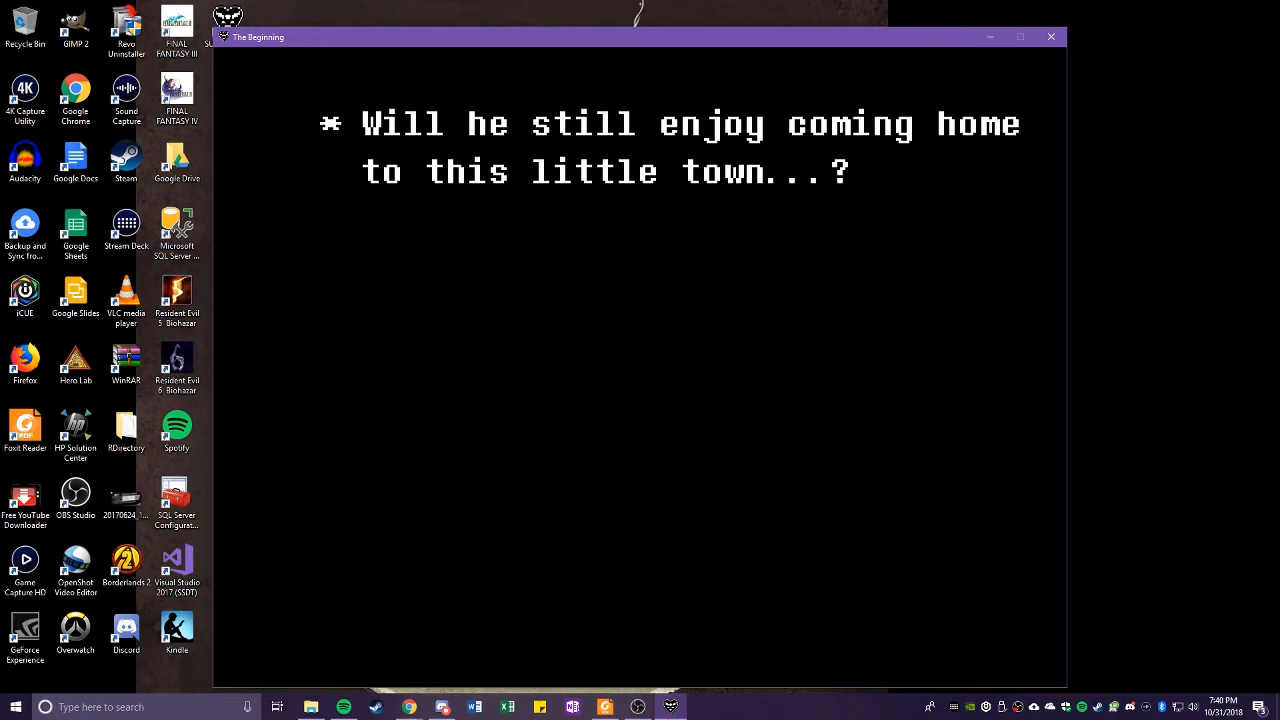 The Beginning
* Will he still enjoy coming home
to this little town...?
Recycle Bin
GIMP 2
Revo
Uninstaller
FINAL
FANTASY III
4K Capture
Utility
Google
Chrome
Sound
Capture
FINAL
FANTASY IV
Audacity
Google Docs
Steam
Google Drive
Backup and
Sync fro...
Google
Sheets
Stream Deck
Microsoft
SQL Server ...
iCUE
Google Slides
VLC media
player
Resident Evil
5 Biohazar
Firefox
Hero Lab
WinRAR
Resident Evil
6 Biohazar
Foxit Reader
HP Solution
Center
RDirectory
Spotify
Free YouTube
Downloader
OBS Studio
20170624_1...
SQL Server
Configurat...
Game
Capture HD
OpenShot
Video Editor
Borderlands 2
Visual Studio
2017 (SSDT)
GeForce
Experience
Overwatch
Discord
Kindle
Type here to search
7:40 PM
10/31/2018